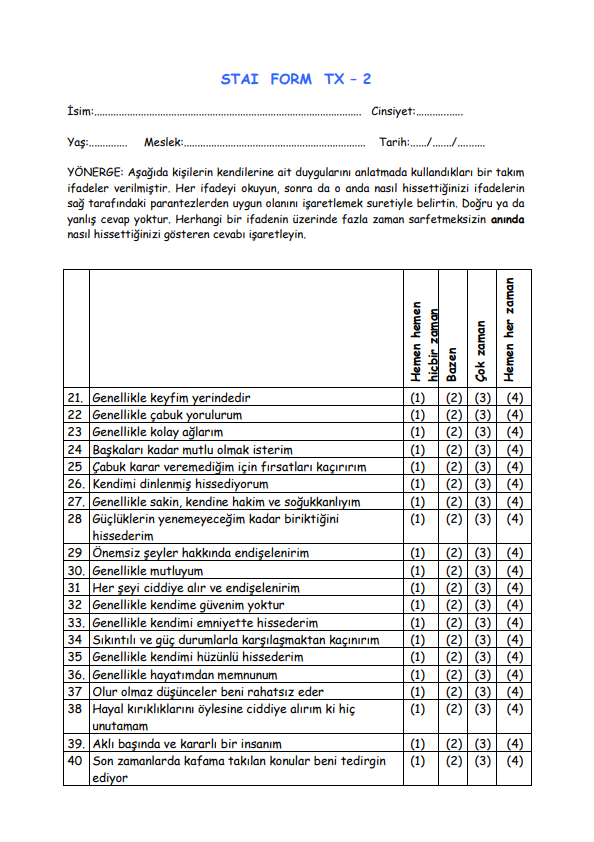 STAI FORM TX – 2
İsim:................................................................................................ Cinsiyet:.................
Yaş:.............. Meslek:.................................................................. Tarih:....../......./..........
YÖNERGE: Aşağıda kişilerin kendilerine ait duygularını anlatmada kullandıkları bir takım
ifadeler verilmiştir. Her ifadeyi okuyun, sonra da o anda nasıl hissettiğinizi ifadelerin
sağ tarafındaki parantezlerden uygun olanını işaretlemek suretiyle belirtin. Doğru ya da
yanlış cevap yoktur. Herhangi bir ifadenin üzerinde fazla zaman sarfetmeksizin anında
nasıl hissettiğinizi gösteren cevabı işaretleyin.
Hemen hemen
hiçbir zaman
Bazen
Çok zaman
Hemen her zaman
21. Genellikle keyfim yerindedir (1) (2) (3) (4)
22 Genellikle çabuk yorulurum (1) (2) (3) (4)
23 Genellikle kolay ağlarım (1) (2) (3) (4)
24 Başkaları kadar mutlu olmak isterim (1) (2) (3) (4)
25 Çabuk karar veremediğim için fırsatları kaçırırım (1) (2) (3) (4)
26. Kendimi dinlenmiş hissediyorum (1) (2) (3) (4)
27. Genellikle sakin, kendine hakim ve soğukkanlıyım (1) (2) (3) (4)
28 Güçlüklerin yenemeyeceğim kadar biriktiğini (1) (2) (3) (4)
hissederim
29 Önemsiz şeyler hakkında endişelenirim (1) (2) (3) (4)
30. Genellikle mutluyum (1) (2) (3) (4)
31 Her şeyi ciddiye alır ve endişelenirim (1) (2) (3) (4)
32 Genellikle kendime güvenim yoktur (1) (2) (3) (4)
33. Genellikle kendimi emniyette hissederim (1) (2) (3) (4)
34 Sıkıntılı ve güç durumlarla karşılaşmaktan kaçınırım (1) (2) (3) (4)
35 Genellikle kendimi hüzünlü hissederim (1) (2) (3) (4)
36. Genellikle hayatımdan memnunum (1) (2) (3) (4)
37 Olur olmaz düşünceler beni rahatsız eder (1) (2) (3) (4)
38 Hayal kırıklıklarını öylesine ciddiye alırım ki hiç (1) (2) (3) (4)
unutamam
39. Aklı başında ve kararlı bir insanım (1) (2) (3) (4)
40 Son zamanlarda kafama takılan konular beni tedirgin (1) (2) (3) (4)
ediyor